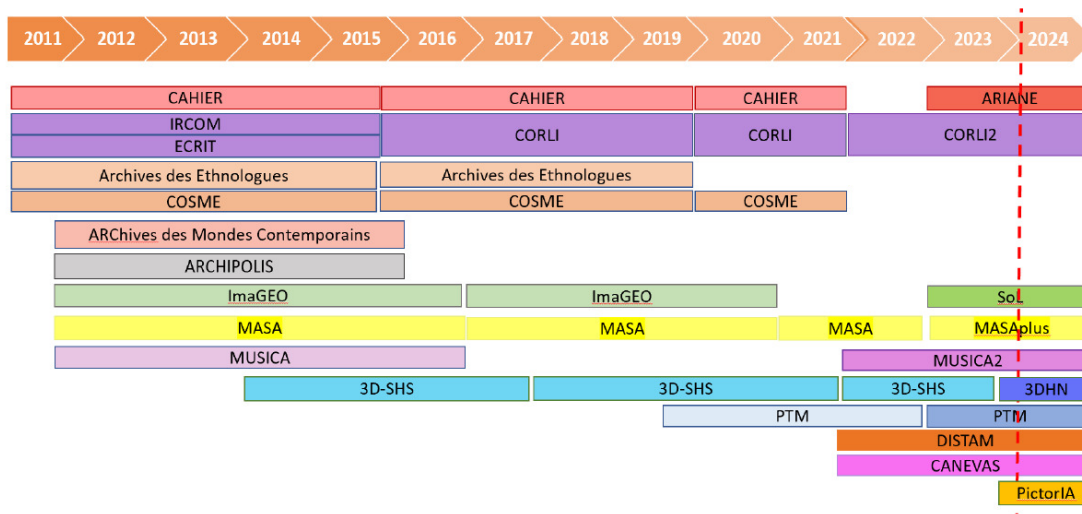 2011 2012 2013 2014 2015 2016 2017 2018 2019 2020 2021 2022 2023 2024
CAHIER CAHIER CAHIER ARIANE
IRCOM
CORLI CORLI CORLI2
ECRIT
Archives des Ethnologues Archives des Ethnologues
COSME COSME COSME
ARChives des Mondes Contemporains
ARCHIPOLIS
ImaGEO ImaGEO SoL
MASA MASA MASA MASAplus
MUSICA MUSICA2
3D-SHS 3D-SHS 3D-SHS 3DHN
PTM PTM
DISTAM
CANEVAS
PictorIA